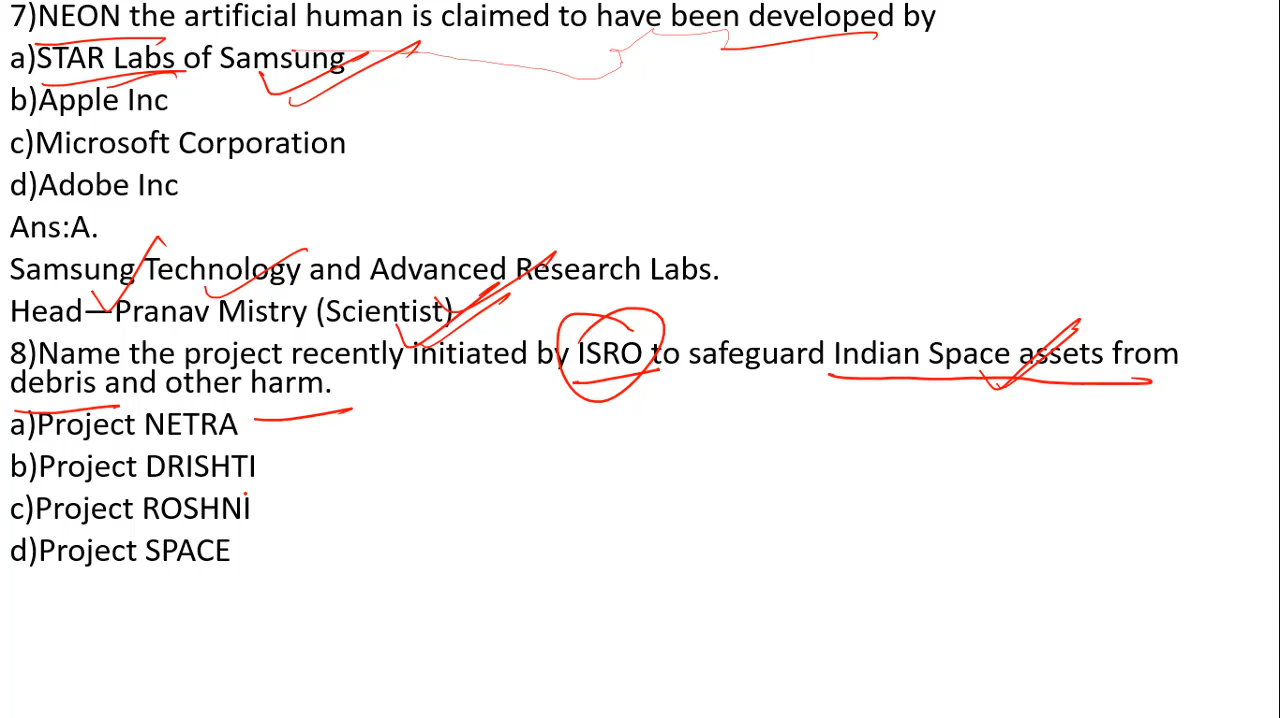 7)NEON the artificial human is claimed to have been developed by
a)STAR Labs of Samsung
b)Apple Inc
c)Microsoft Corporation
d)Adobe Inc
Ans:A.
Samsung Technology and Advanced Research Labs.
Head—Pranav Mistry (Scientist)
8)Name the project recently initiated by ISRO to safeguard Indian Space assets from
debris and other harm.
a)Project NETRA
b)Project DRISHTI
c)Project ROSHNI
d)Project SPACE